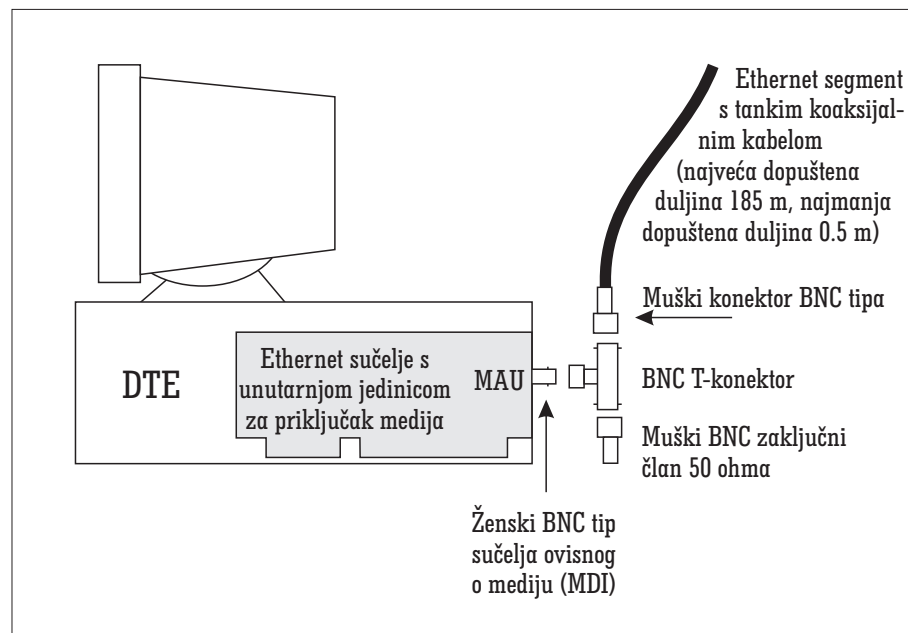 Ethernet segment
s tankim koaksijal-
nim kabelom
(najveća dopuštena
duljina 185 m, najmanja
dopuštena duljina 0.5 m)
Muški konektor BNC tipa
DTE
Ethernet sučelje s
unutarnjom jedinicom
za priključak medija
MAU
BNC T-konektor
Muški BNC zaključni
član 50 ohma
Ženski BNC tip
sučelja ovisnog
o mediju (MDI)